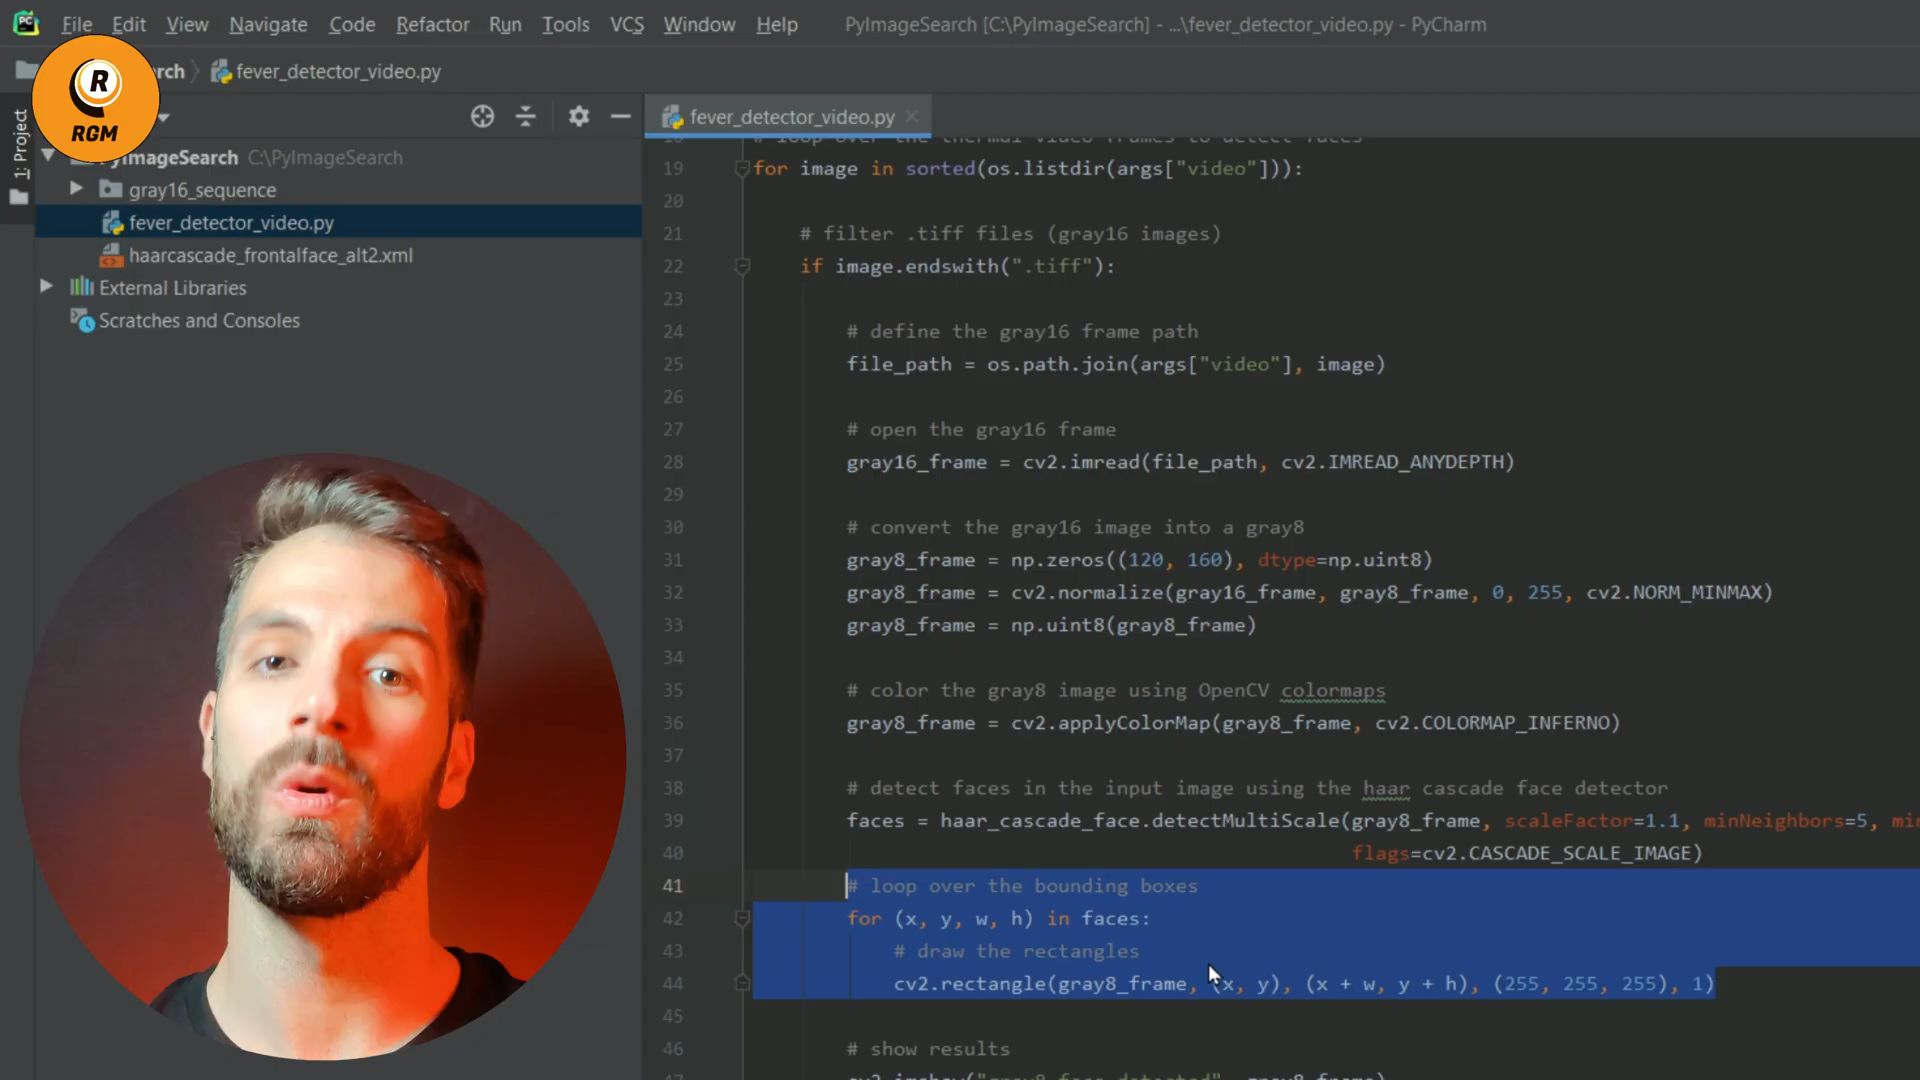 File Edit View Navigate Code Refactor Run Tools VCS Window Help PyImageSearch [C:\PyImageSearch] - ...\fever_detector_video.py - PyCharm
rch fever_detector_video.py
R
RGM
1: Project
PyImageSearch C:\PyImageSearch
gray16_sequence
fever_detector_video.py
haarcascade_frontalface_alt2.xml
External Libraries
Scratches and Consoles
fever_detector_video.py
# loop over the thermal video frames to detect faces
19 for image in sorted(os.listdir(args["video"])):
20
21 # filter .tiff files (gray16 images)
22 if image.endswith(".tiff"):
23
24 # define the gray16 frame path
25 file_path = os.path.join(args["video"], image)
26
27 # open the gray16 frame
28 gray16_frame = cv2.imread(file_path, cv2.IMREAD_ANYDEPTH)
29
30 # convert the gray16 image into a gray8
31 gray8_frame = np.zeros((120, 160), dtype=np.uint8)
32 gray8_frame = cv2.normalize(gray16_frame, gray8_frame, 0, 255, cv2.NORM_MINMAX)
33 gray8_frame = np.uint8(gray8_frame)
34
35 # color the gray8 image using OpenCV colormaps
36 gray8_frame = cv2.applyColorMap(gray8_frame, cv2.COLORMAP_INFERNO)
37
38 # detect faces in the input image using the haar cascade face detector
39 faces = haar_cascade_face.detectMultiScale(gray8_frame, scaleFactor=1.1, minNeighbors=5, mi
40 flags=cv2.CASCADE_SCALE_IMAGE)
41 # loop over the bounding boxes
42 for (x, y, w, h) in faces:
43 # draw the rectangles
44 cv2.rectangle(gray8_frame, (x, y), (x + w, y + h), (255, 255, 255), 1)
45
46 # show results